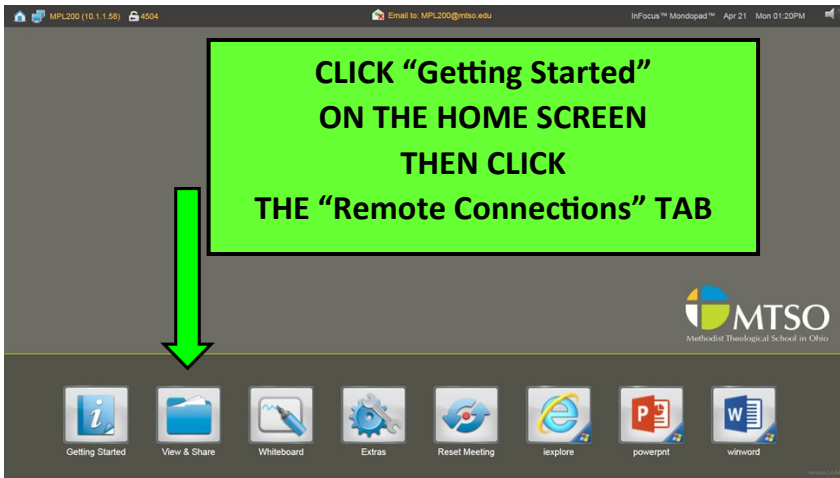 MPL200 (10.1.1.58) 4504 Email to: MPL200@mtso.edu InFocus™ Mondopad™ Apr 21 Mon 01:20PM
CLICK “Getting Started”
ON THE HOME SCREEN
THEN CLICK
THE “Remote Connections” TAB
MTSO
Methodist Theological School in Ohio
Getting Started View & Share Whiteboard Extras Reset Meeting iexplore powerpnt winword